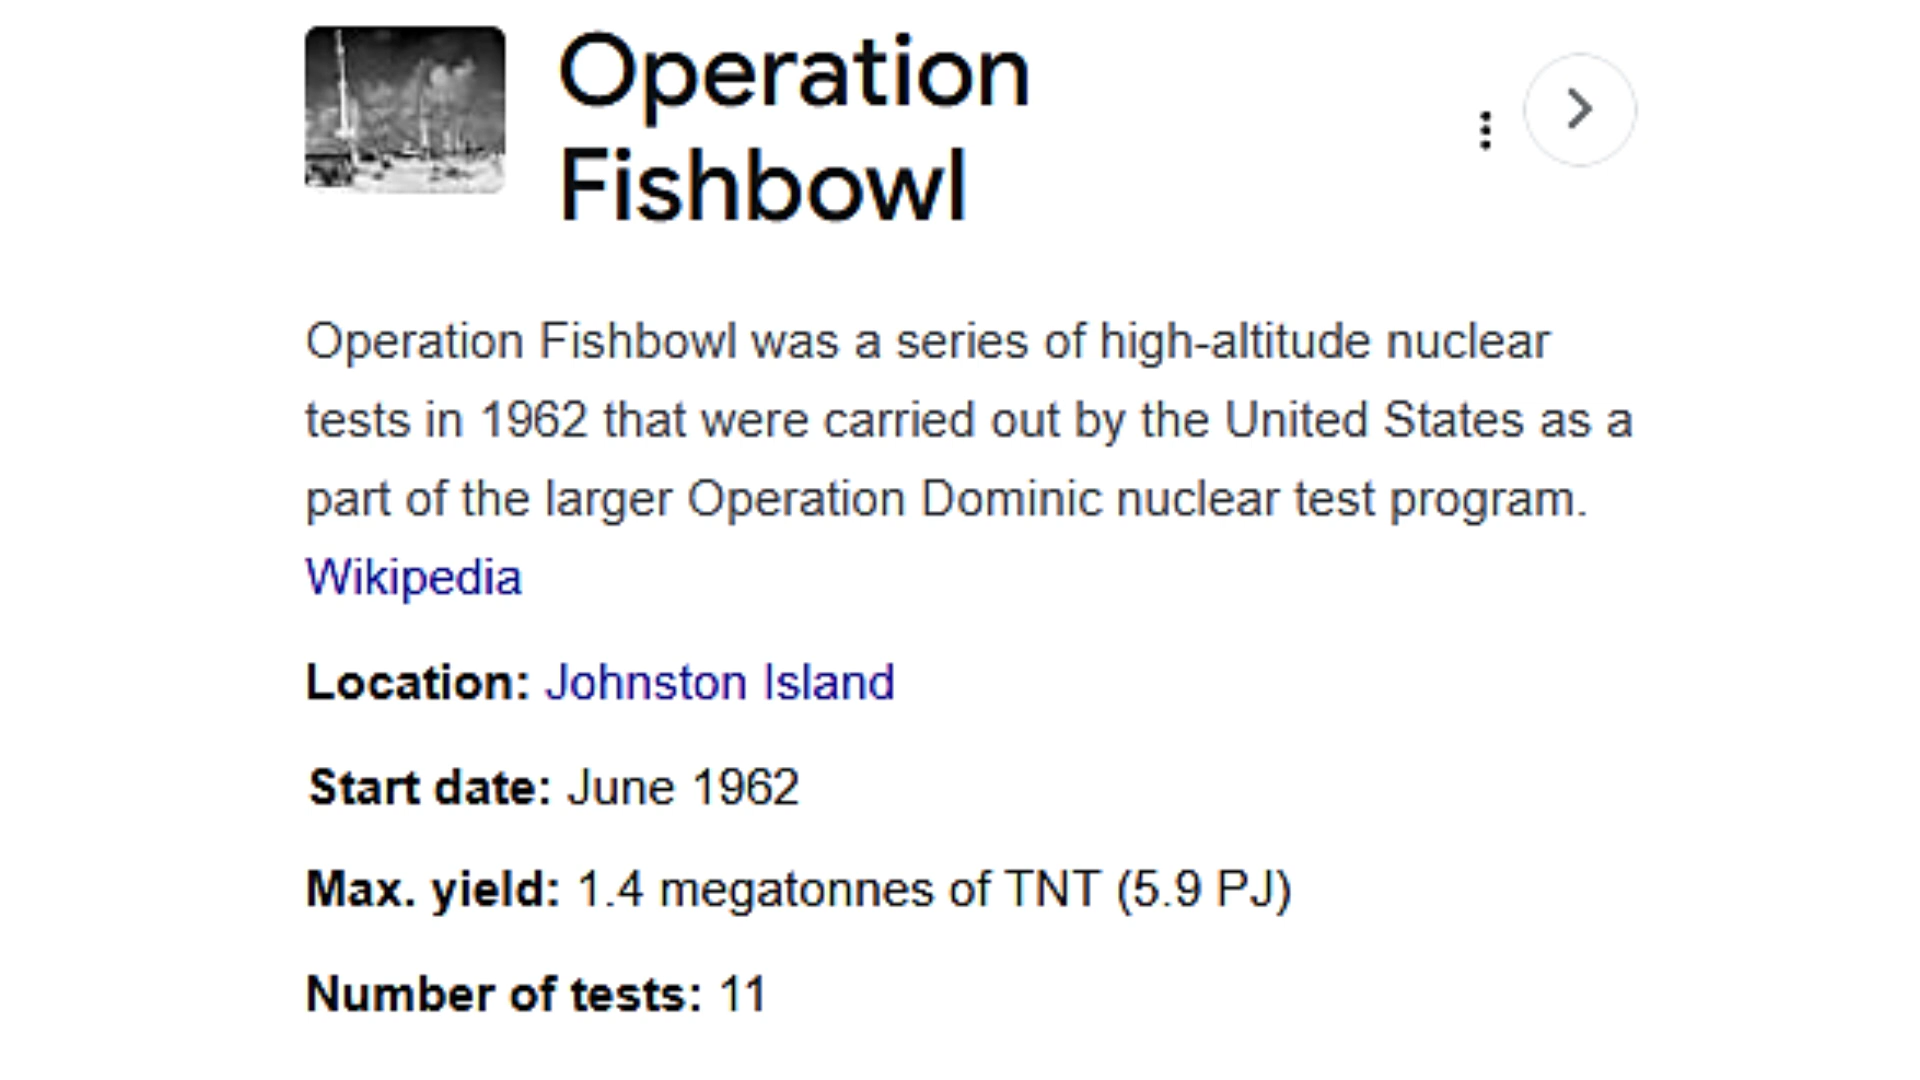 Operation
Fishbowl
Operation Fishbowl was a series of high-altitude nuclear
tests in 1962 that were carried out by the United States as a
part of the larger Operation Dominic nuclear test program.
Wikipedia
Location: Johnston Island
Start date: June 1962
Max. yield: 1.4 megatonnes of TNT (5.9 PJ)
Number of tests: 11